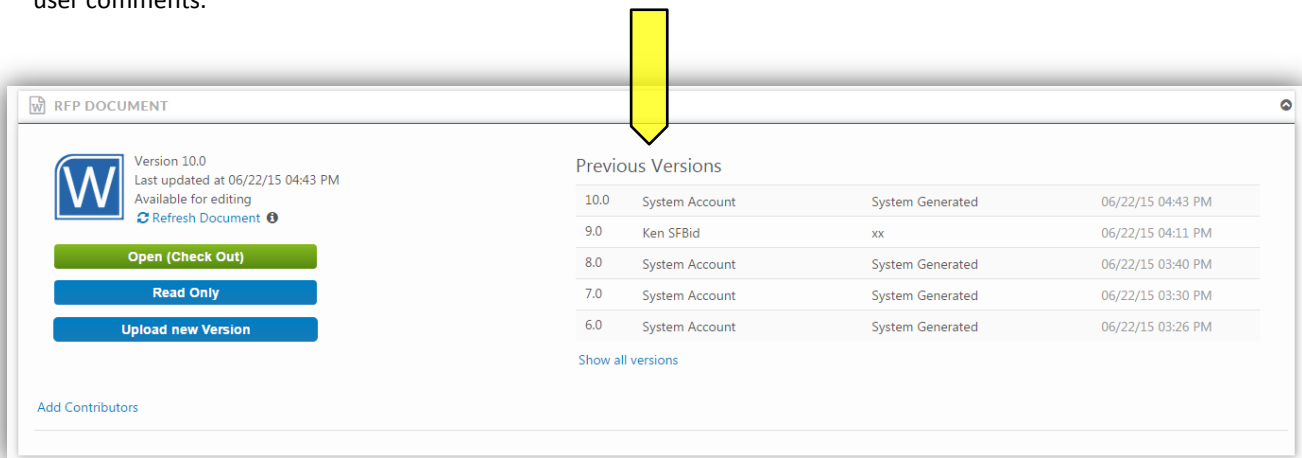 user comments.
RFP DOCUMENT
W
Version 10.0
Last updated at 06/22/15 04:43 PM
Available for editing
Refresh Document
Open (Check Out)
Read Only
Upload new Version
Previous Versions
10.0 System Account System Generated 06/22/15 04:43 PM
9.0 Ken SFBid xx 06/22/15 04:11 PM
8.0 System Account System Generated 06/22/15 03:40 PM
7.0 System Account System Generated 06/22/15 03:30 PM
6.0 System Account System Generated 06/22/15 03:26 PM
Show all versions
Add Contributors